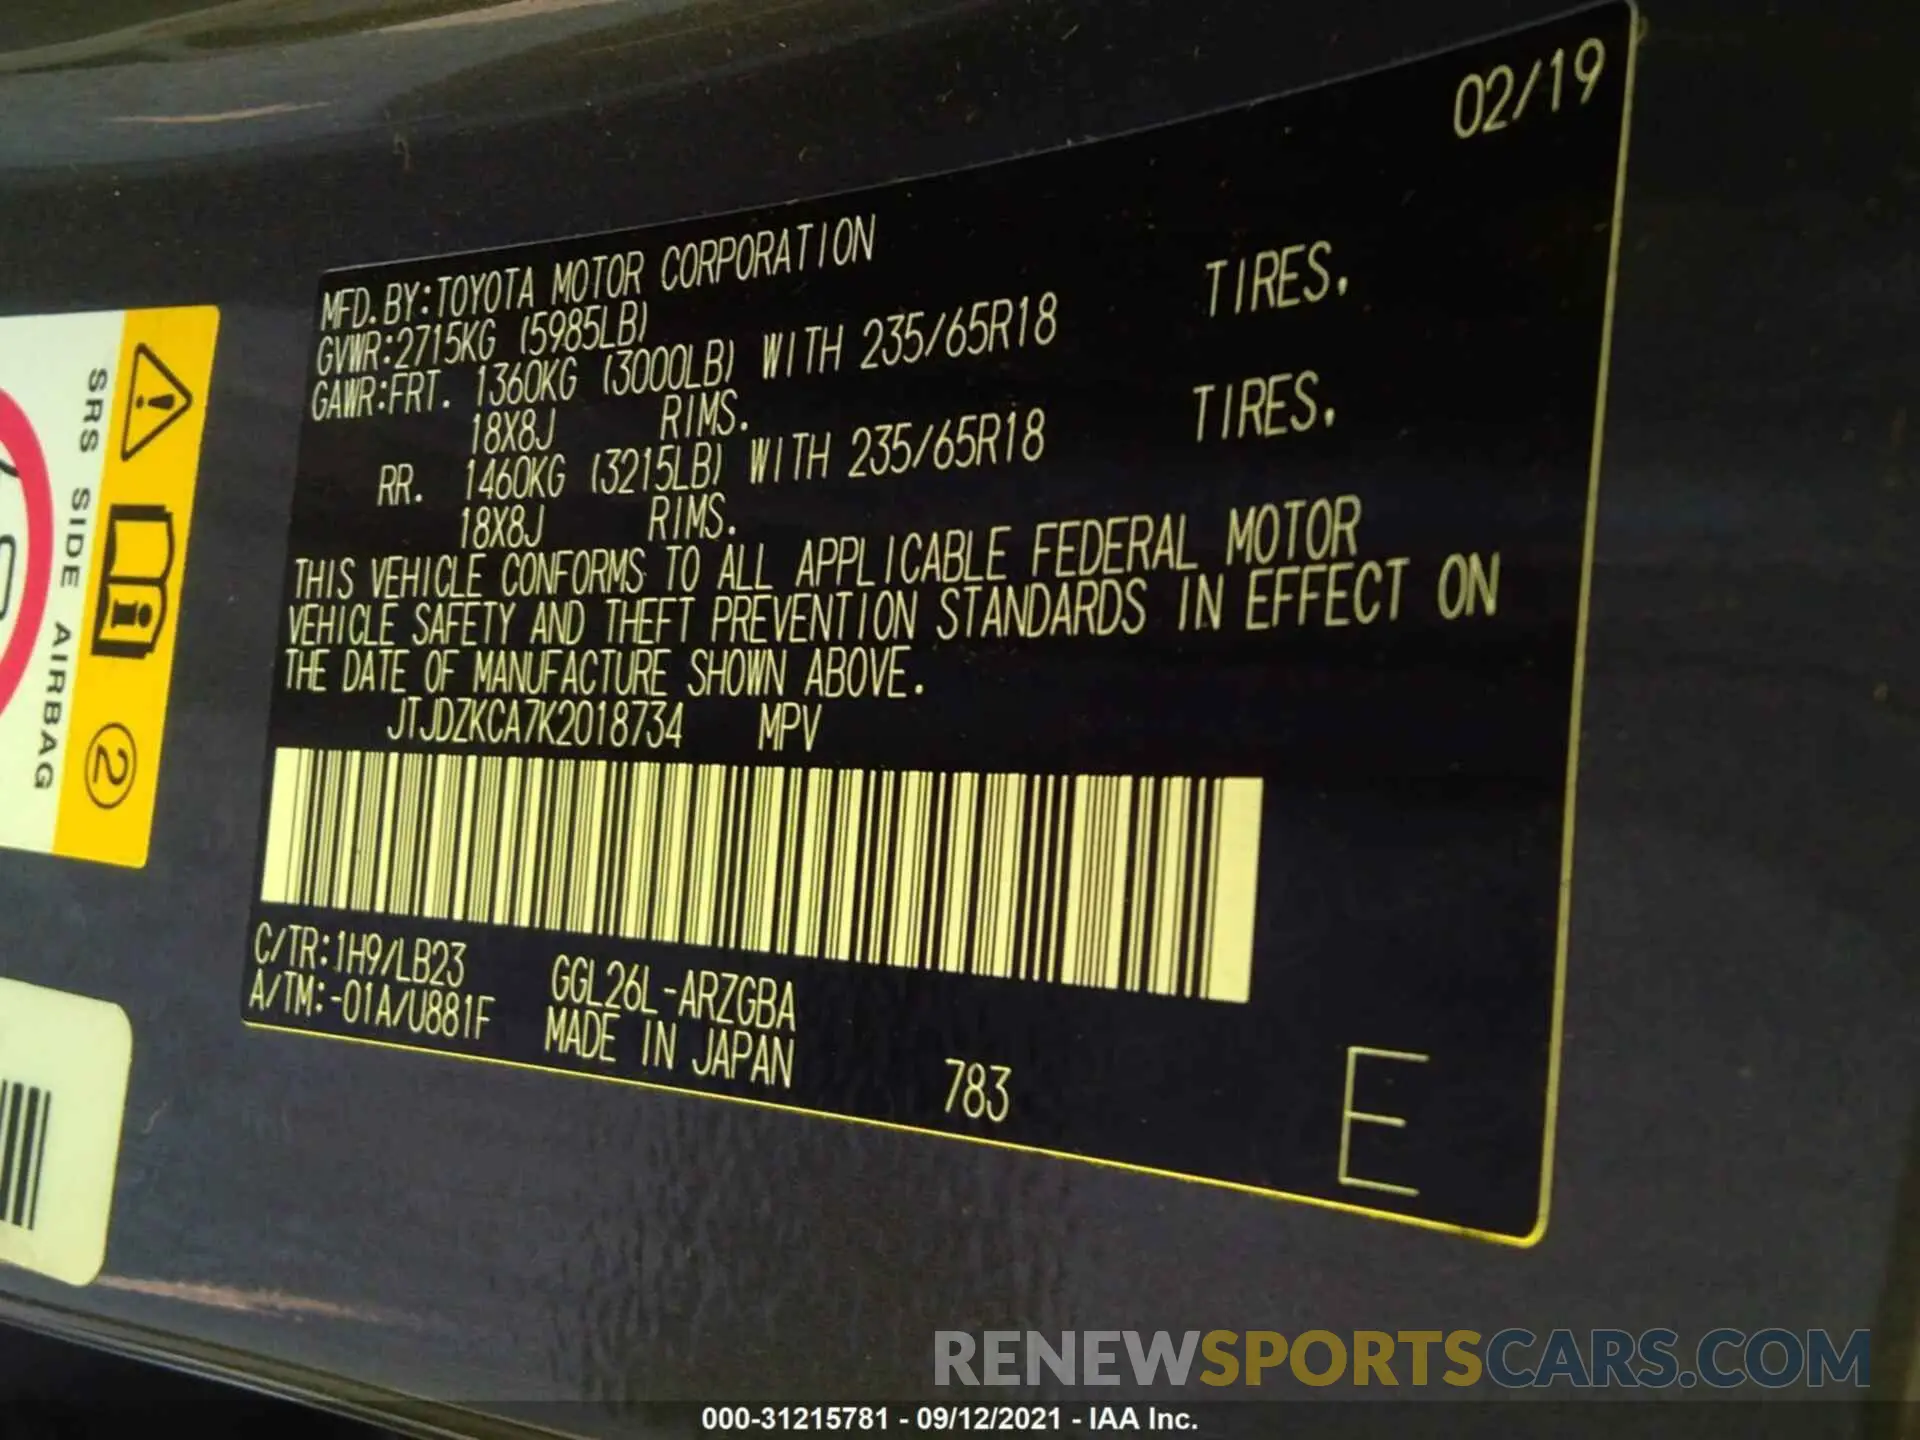 02/19
MFD.BY:TOYOTA MOTOR CORPORATION
GVWR:2715KG (5985LB)
GAWR:FRT. 1360KG (3000LB) WITH 235/65R18 TIRES,
18X8J RIMS.
RR. 1460KG (3215LB) WITH 235/65R18 TIRES,
18X8J RIMS.
THIS VEHICLE CONFORMS TO ALL APPLICABLE FEDERAL MOTOR
VEHICLE SAFETY AND THEFT PREVENTION STANDARDS IN EFFECT ON
THE DATE OF MANUFACTURE SHOWN ABOVE.
JTJDZKCA7K2018734 MPV
C/TR:1H9/LB23 GGL26L-ARZGBA
A/TM:-01A/U881F MADE IN JAPAN
783
E
SRS SIDE AIRBAG
2
RENEWSPORTSCARS.COM
000-31215781 - 09/12/2021 - IAA Inc.